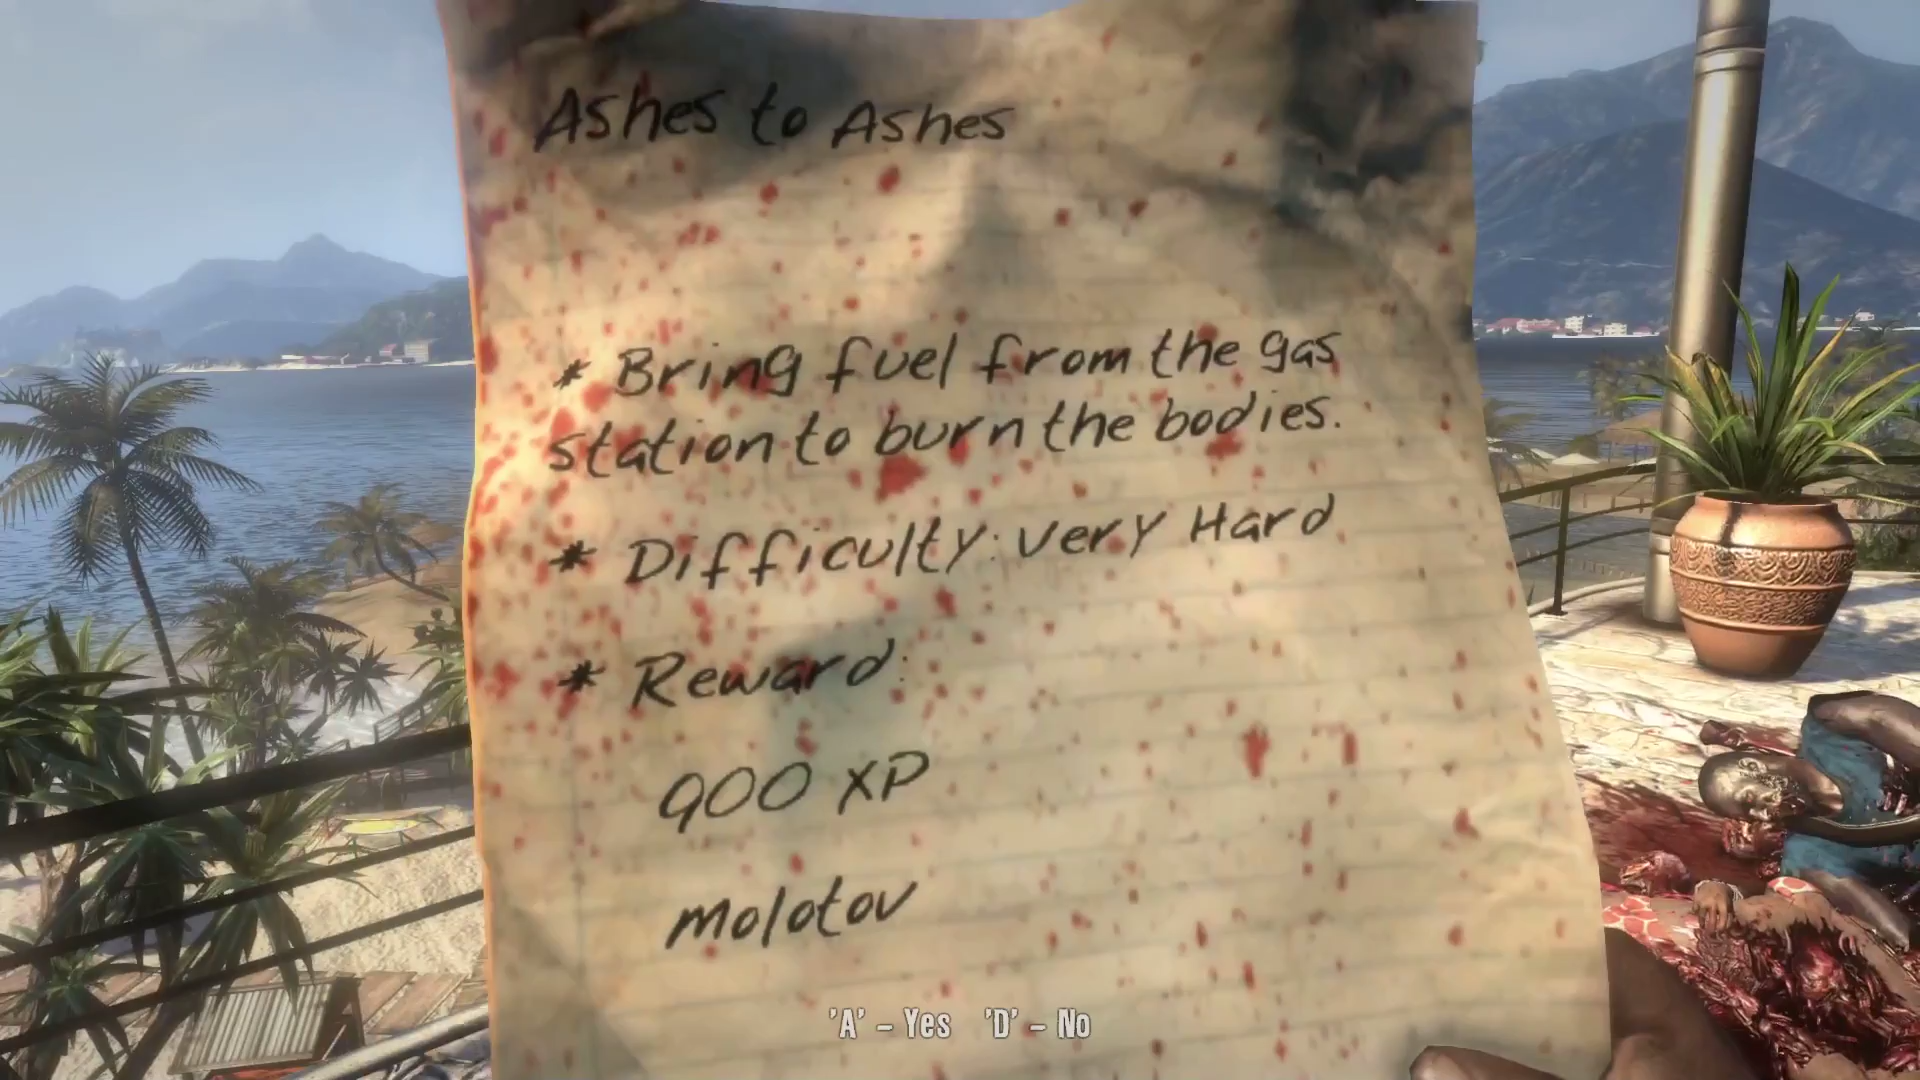 Ashes to Ashes
* Bring fuel from the gas
station to burn the bodies.
* Difficulty: very Hard
* Reward:
900 XP
Molotov
'A' – Yes 'D' – No